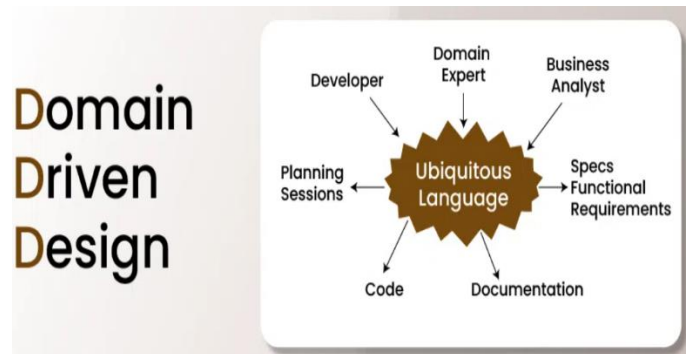 Domain
Driven
Design
Domain
Expert
Business
Analyst
Developer
Planning
Sessions
Ubiquitous
Language
Specs
Functional
Requirements
Code
Documentation